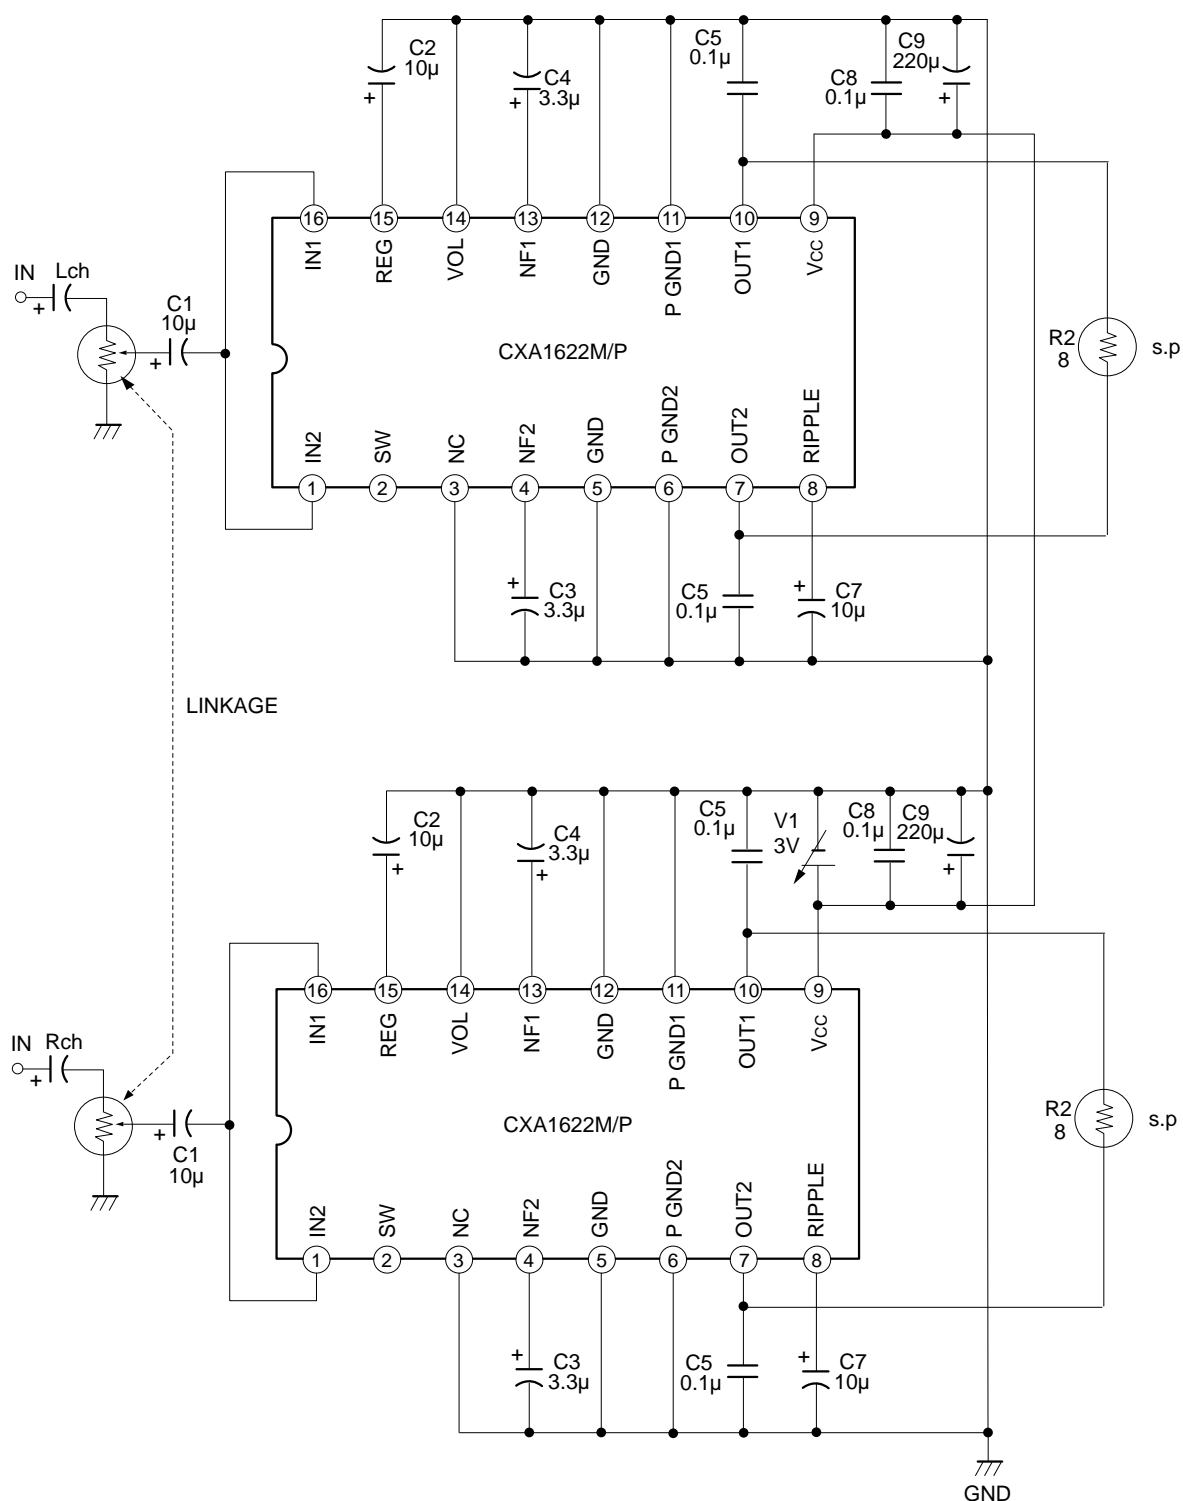 C2
10µ
+
C4
3.3µ
+
C5
0.1µ
C8
0.1µ
C9
220µ
+
16 15 14 13 12 11 10 9
IN1 REG VOL NF1 GND P GND1 OUT1 VCC
IN Lch
+
C1
10µ
+
CXA1622M/P
R2
8
s.p
IN2 SW NC NF2 GND P GND2 OUT2 RIPPLE
1 2 3 4 5 6 7 8
+
C3
3.3µ
C5
0.1µ
+
C7
10µ
LINKAGE
C2
10µ
+
C4
3.3µ
+
C5
0.1µ
V1
3V
C8
0.1µ
C9
220µ
+
16 15 14 13 12 11 10 9
IN1 REG VOL NF1 GND P GND1 OUT1 VCC
IN Rch
+
+
C1
10µ
CXA1622M/P
R2
8
s.p
IN2 SW NC NF2 GND P GND2 OUT2 RIPPLE
1 2 3 4 5 6 7 8
+
C3
3.3µ
C5
0.1µ
+
C7
10µ
GND